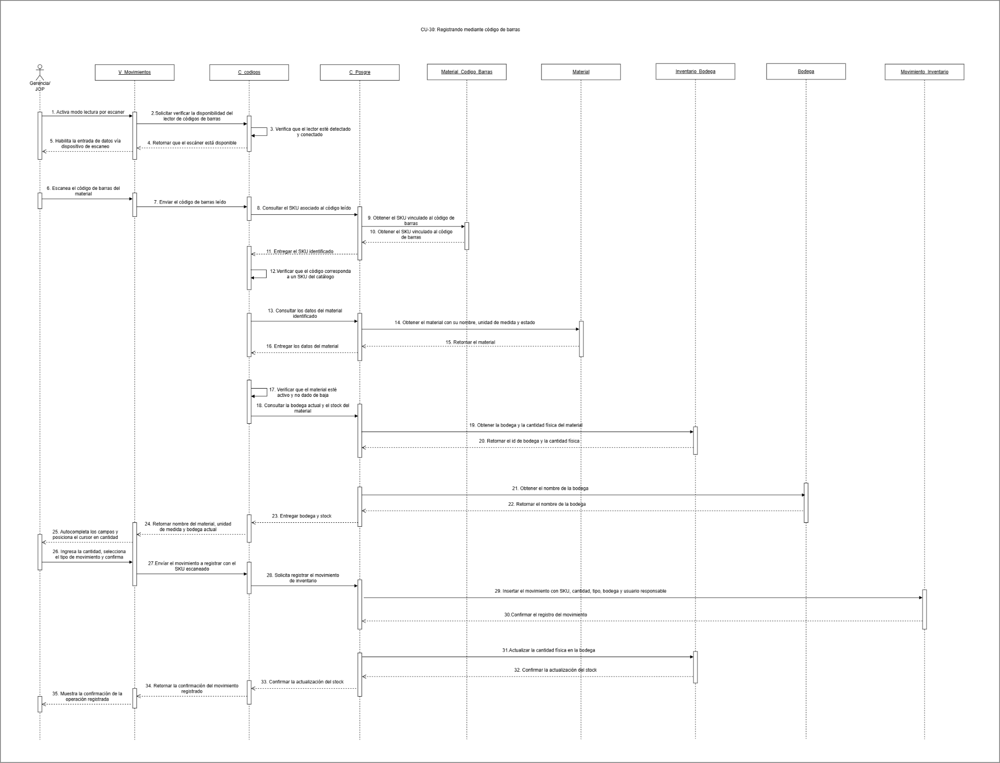 CU-30: Registrando mediante código de barras
Gerencia/
JOP
V_Movimientos
C_codigos
C_Posgre
Material_Codigo_Barras
Material
Inventario_Bodega
Bodega
Movimiento_Inventario
1. Activa modo lectura por escaner
2.Solicitar verificar la disponibilidad del
lector de códigos de barras
3. Verifica que el lector esté detectado
y conectado
4. Retornar que el escáner está disponible
5. Habilita la entrada de datos vía
dispositivo de escaneo
6. Escanea el código de barras del
material
7. Enviar el código de barras leído
8. Consultar el SKU asociado al código leído
9. Obtener el SKU vinculado al código de
barras
10. Obtener el SKU vinculado al código
de barras
11. Entregar el SKU identificado
12.Verificar que el código corresponda
a un SKU del catálogo
13. Consultar los datos del material
identificado
14. Obtener el material con su nombre, unidad de medida y estado
15. Retornar el material
16. Entregar los datos del material
17. Verificar que el material esté
activo y no dado de baja
18. Consultar la bodega actual y el stock del
material
19. Obtener la bodega y la cantidad física del material
20. Retornar el id de bodega y la cantidad física
21. Obtener el nombre de la bodega
22. Retornar el nombre de la bodega
23. Entregar bodega y stock
24. Retornar nombre del material, unidad
de medida y bodega actual
25. Autocompleta los campos y
posiciona el cursor en cantidad
26. Ingresa la cantidad, selecciona
el tipo de movimiento y confirma
27.Envíar el movimiento a registrar con el
SKU escaneado
28. Solicita registrar el movimiento
de inventario
29. Insertar el movimiento con SKU, cantidad, tipo, bodega y usuario responsable
30.Confirmar el registro del movimiento
31.Actualizar la cantidad física en la bodega
32. Confirmar la actualización del stock
33. Confirmar la actualización del stock
34. Retornar la confirmación del movimiento
registrado
35. Muestra la confirmación de la
operación registrada